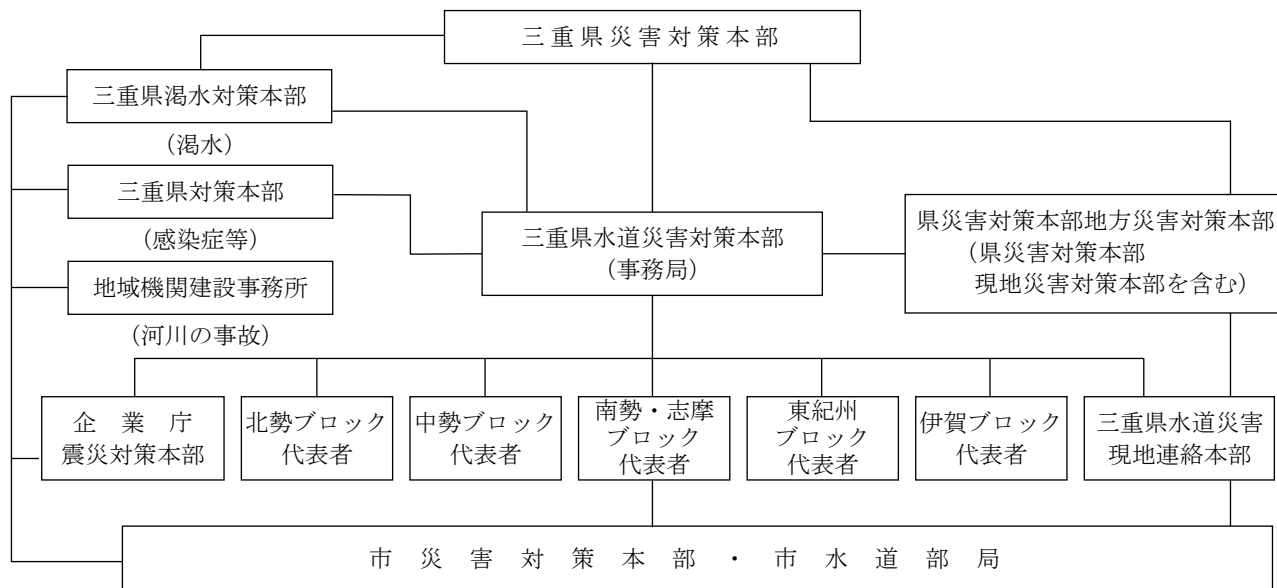 三重県災害対策本部
三重県渇水対策本部
（渇水）
三重県対策本部
（感染症等）
地域機関建設事務所
（河川の事故）
三重県水道災害対策本部
（事務局）
県災害対策本部地方災害対策本部
（県災害対策本部
現地災害対策本部を含む）
企業庁
震災対策本部
北勢ブロック
代表者
中勢ブロック
代表者
南勢・志摩
ブロック
代表者
東紀州
ブロック
代表者
伊賀ブロック
代表者
三重県水道災害
現地連絡本部
市災害対策本部・市水道部局